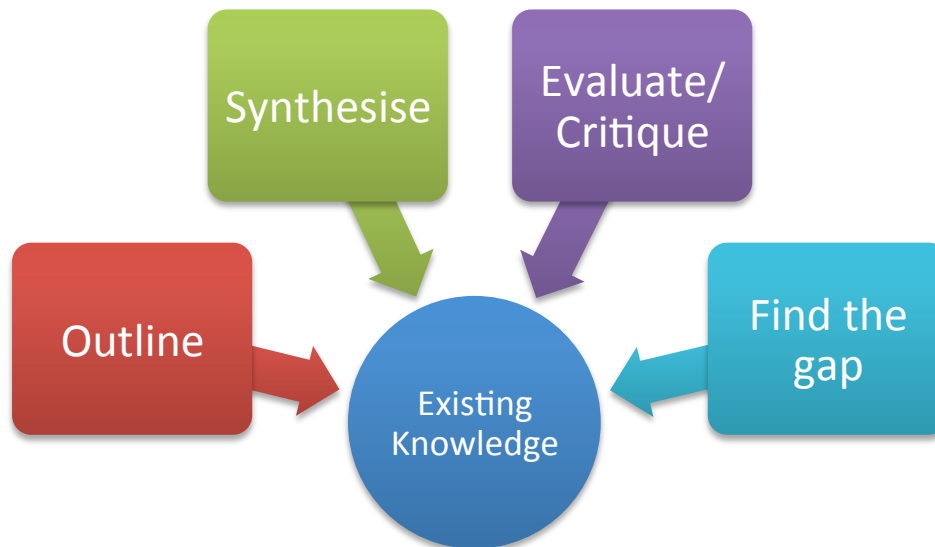 Outline
Synthesise
Evaluate/
Critique
Find the
gap
Existing
Knowledge